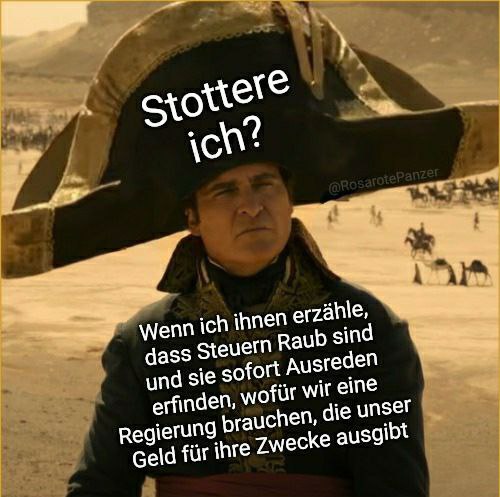 Stottere
ich?
@RosarotePanzer
Wenn ich ihnen erzähle,
dass Steuern Raub sind
und sie sofort Ausreden
erfinden, wofür wir eine
Regierung brauchen, die unser
Geld für ihre Zwecke ausgibt